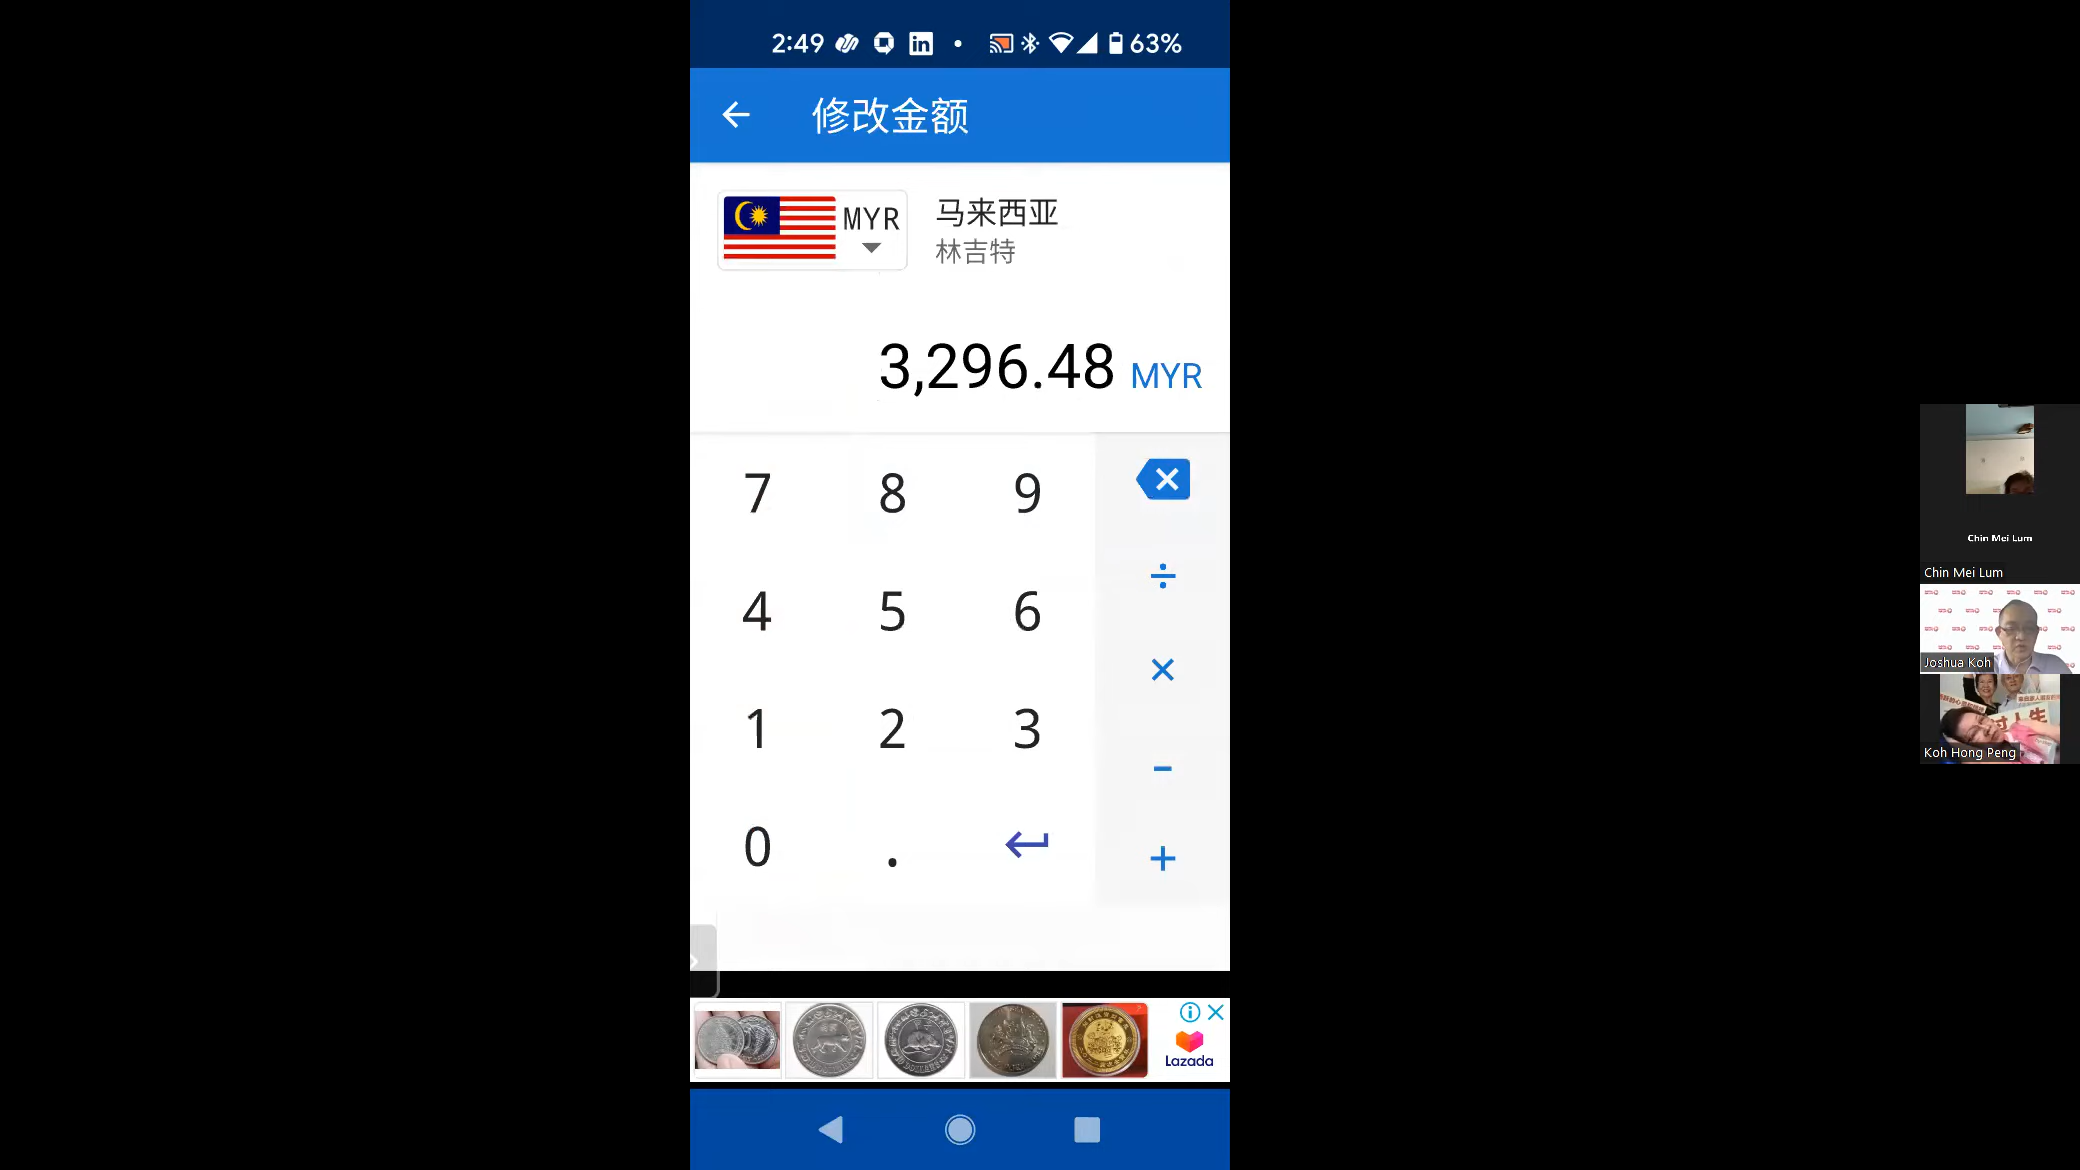 2:49
63%
修改金额
MYR
马来西亚
林吉特
3,296.48 MYR
7 8 9
÷
4 5 6
×
1 2 3
-
0 .
+
Lazada
Chin Mei Lum
Chin Mei Lum
Joshua Koh
Koh Hong Peng